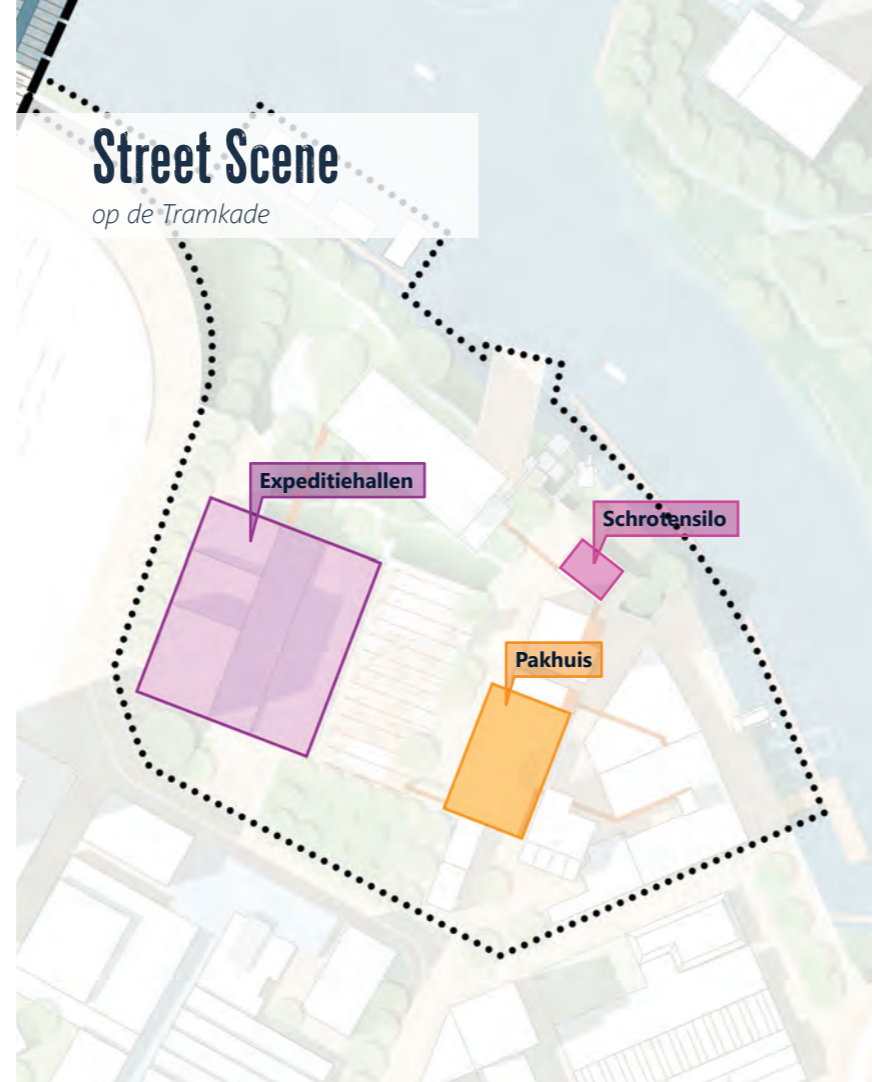 Street Scene
op de Tramkade
Expeditiehallen
Schrotensilo
Pakhuis